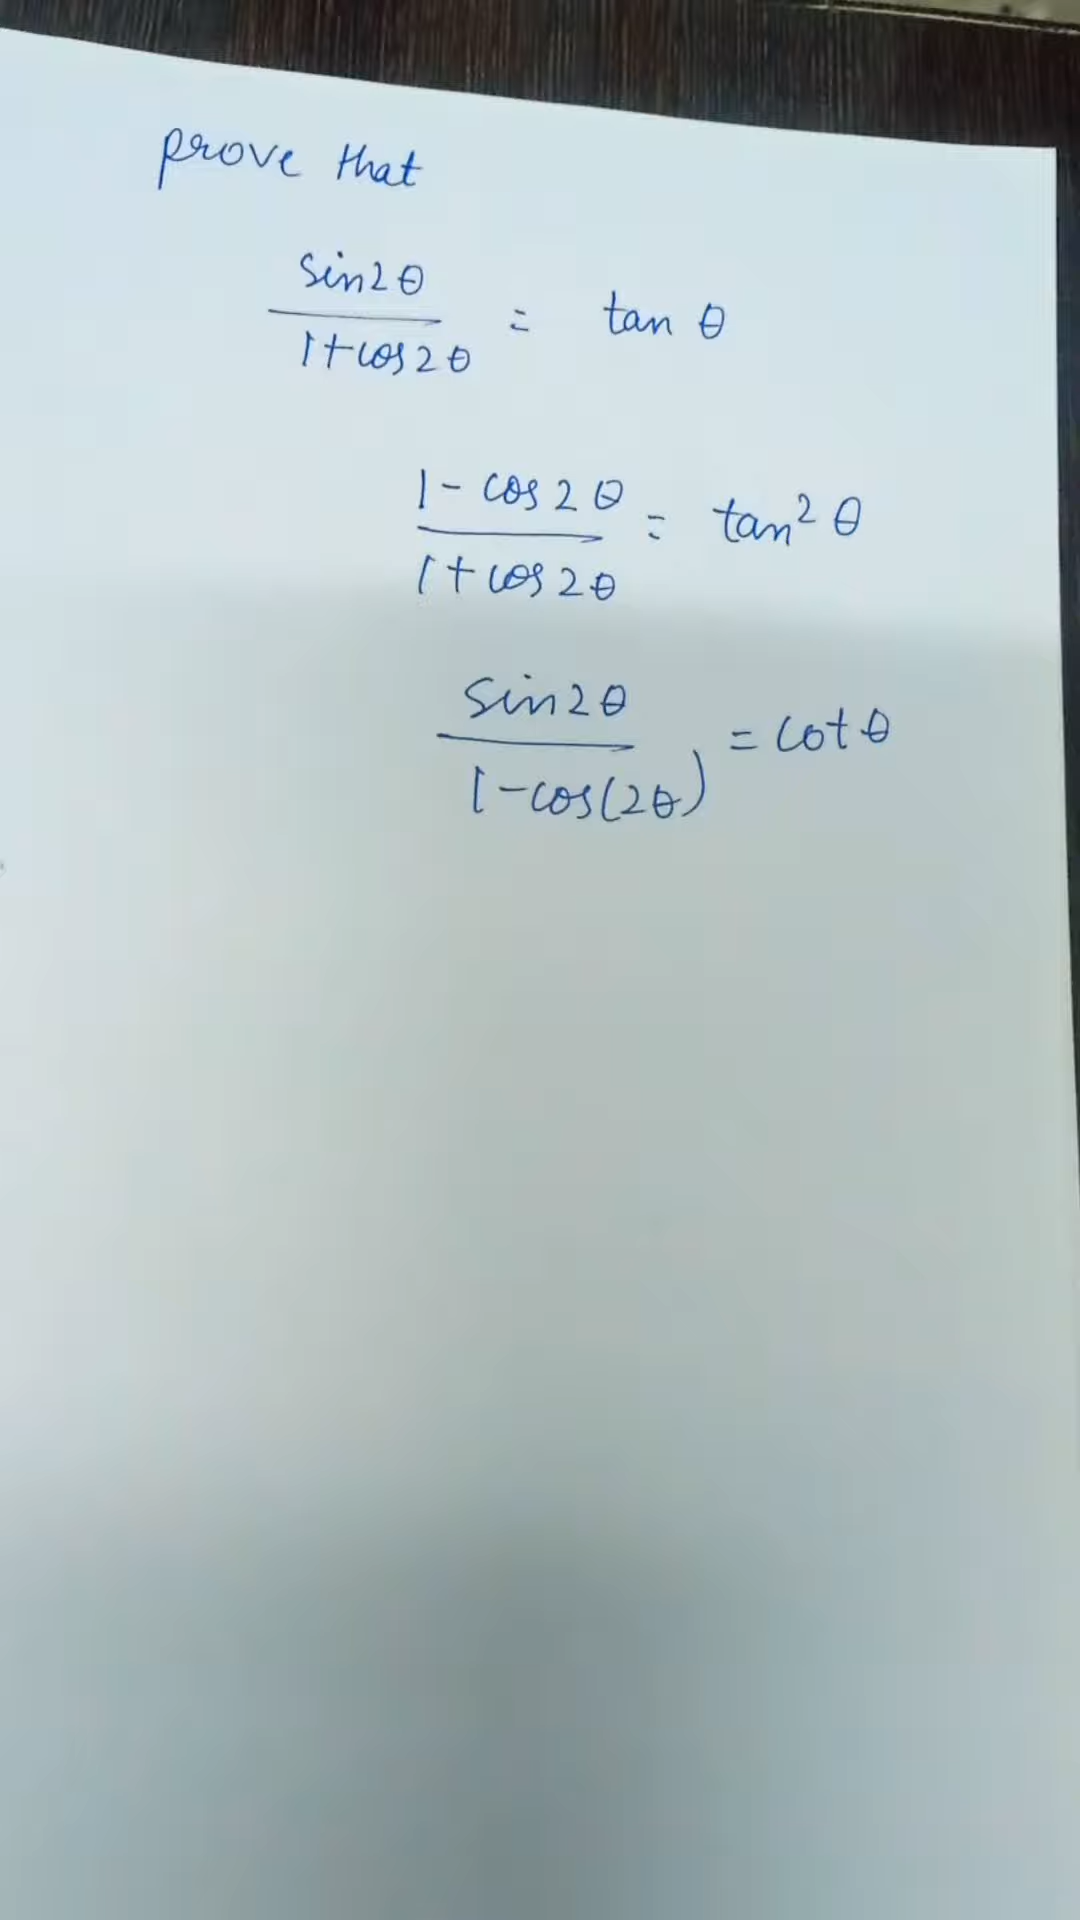 prove that
sin2θ
1+cos2θ
= tan θ
1 - cos 2θ
1 + cos 2θ
= tan² θ
sin2θ
1-cos(2θ)
= cot θ